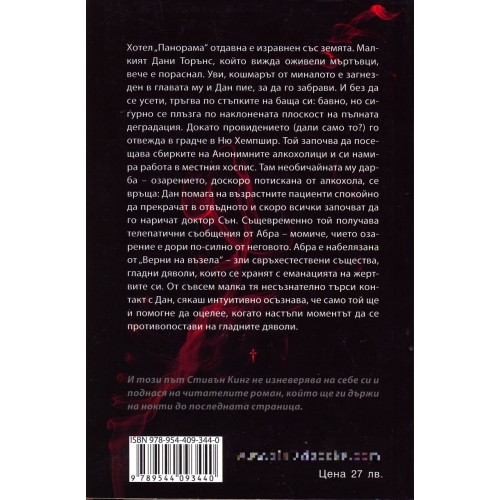 Хотел „Панорама“ отдавна е изравнен със земята. Мал-
кият Дани Торънс, който вижда оживели мъртъвци,
вече е пораснал. Уви, кошмарът от миналото е загнез-
ден в главата му и Дан пие, за да го забрави. И без да
се усети, тръгва по стъпките на баща си: бавно, но си-
гурно се плъзга по наклонената плоскост на пълната
деградация. Докато провидението (дали само то?) го
отвежда в градче в Ню Хемпшир. Той започва да посе-
щава сбирките на Анонимните алкохолици и си нами-
ра работа в местния хоспис. Там необичайната му дар-
ба – озарението, доскоро потискана от алкохола, се
връща: Дан помага на възрастните пациенти спокойно
да прекрачат в отвъдното и скоро всички започват да
го наричат доктор Сън. Същевременно той получава
телепатични съобщения от Абра – момиче, чието оза-
рение е дори по-силно от неговото. Абра е набелязана
от „Верни на възела“ – зли свръхестествени същества,
гладни дяволи, които се хранят с еманацията на жерт-
вите си. От съвсем малка тя несъзнателно търси кон-
такт с Дан, сякаш интуитивно осъзнава, че само той ще
ѝ помогне да оцелее, когато настъпи моментът да се
противопостави на гладните дяволи.
И този път Стивън Кинг не изневерява на себе си и
поднася на читателите роман, който ще ги държи
на нокти до последната страница.
ISBN 978-954-409-344-0
9 789544 093440
Цена 27 лв.